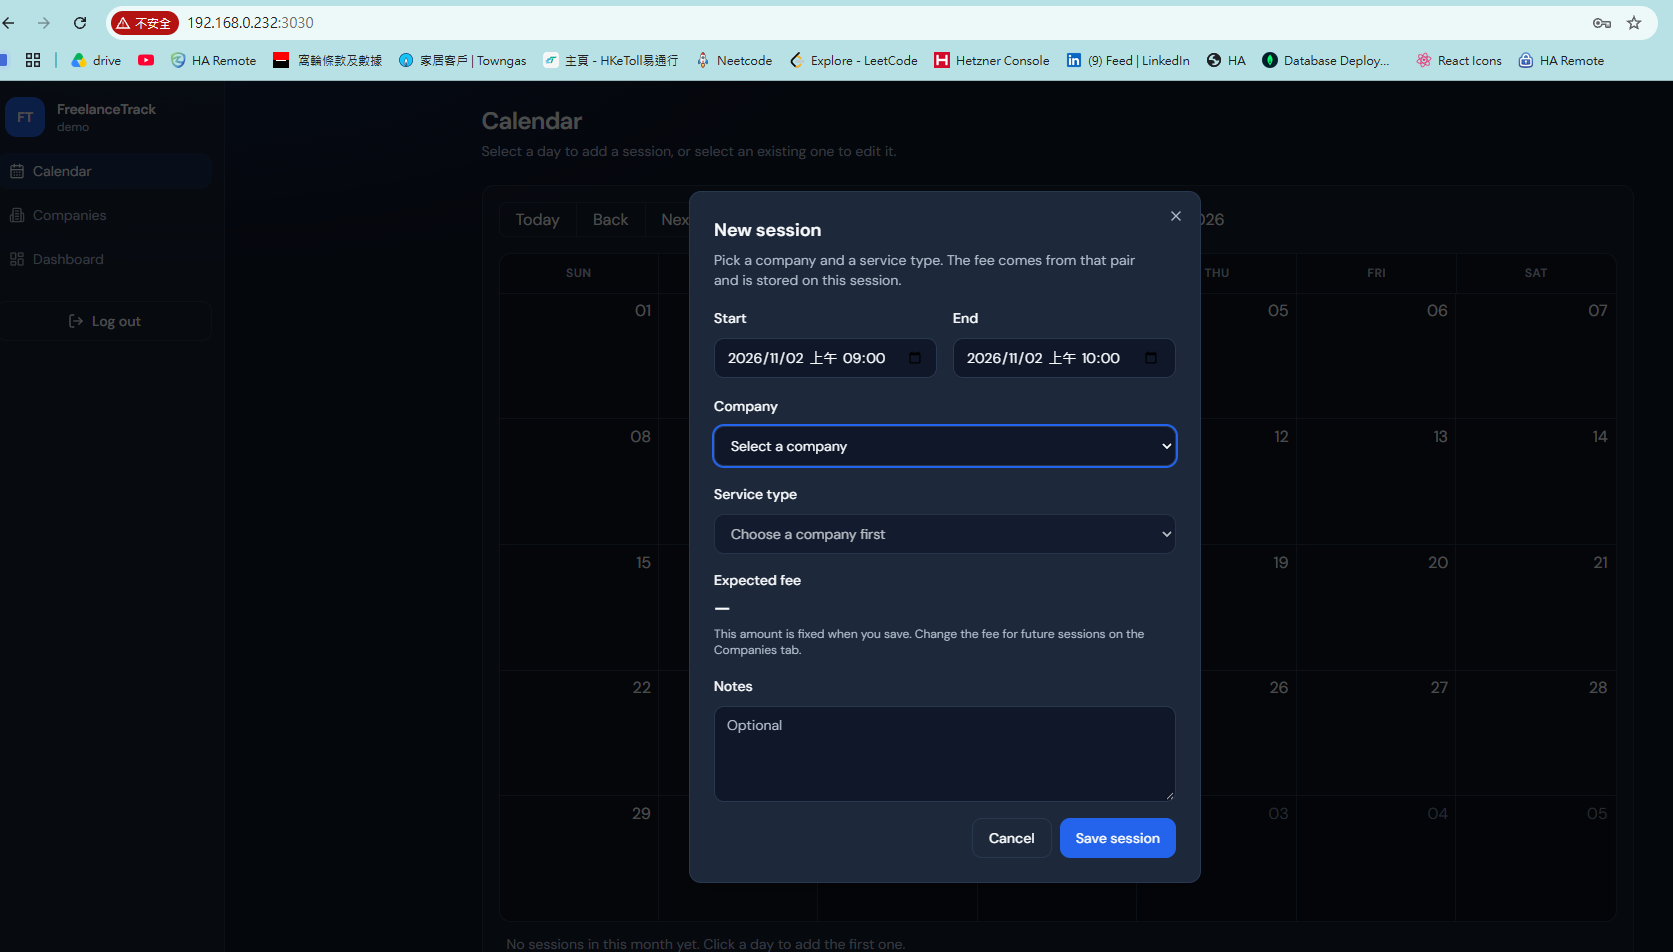 不安全 192.168.0.232:3030
drive HA Remote 窩輪條款及數據 家居客戶 | Towngas 主頁 - HKeToll易通行 Neetcode Explore - LeetCode Hetzner Console (9) Feed | LinkedIn HA Database Deploy... React Icons HA Remote
FT FreelanceTrack
demo
Calendar
Companies
Dashboard
Log out
Calendar
Select a day to add a session, or select an existing one to edit it.
Today Back Nex 026
SUN THU FRI SAT
01 05 06 07
08 12 13 14
15 19 20 21
22 26 27 28
29 03 04 05
No sessions in this month yet. Click a day to add the first one.
New session
Pick a company and a service type. The fee comes from that pair
and is stored on this session.
Start End
2026/11/02 上午 09:00 2026/11/02 上午 10:00
Company
Select a company
Service type
Choose a company first
Expected fee
—
This amount is fixed when you save. Change the fee for future sessions on the
Companies tab.
Notes
Optional
Cancel Save session